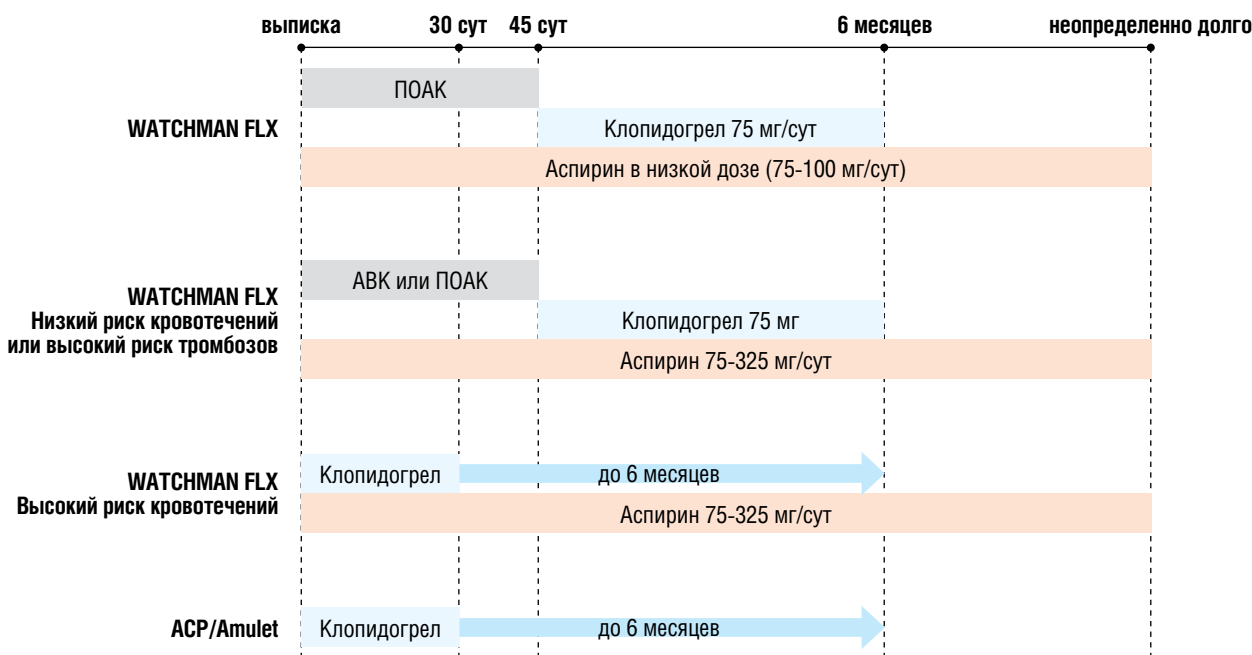 выписка 30 сут 45 сут 6 месяцев неопределенно долго
ПОАК
WATCHMAN FLX
Клопидогрел 75 мг/сут
Аспирин в низкой дозе (75-100 мг/сут)
АВК или ПОАК
WATCHMAN FLX
Низкий риск кровотечений
или высокий риск тромбозов
Клопидогрел 75 мг
Аспирин 75-325 мг/сут
WATCHMAN FLX
Высокий риск кровотечений
Клопидогрел до 6 месяцев
Аспирин 75-325 мг/сут
ACP/Amulet Клопидогрел до 6 месяцев